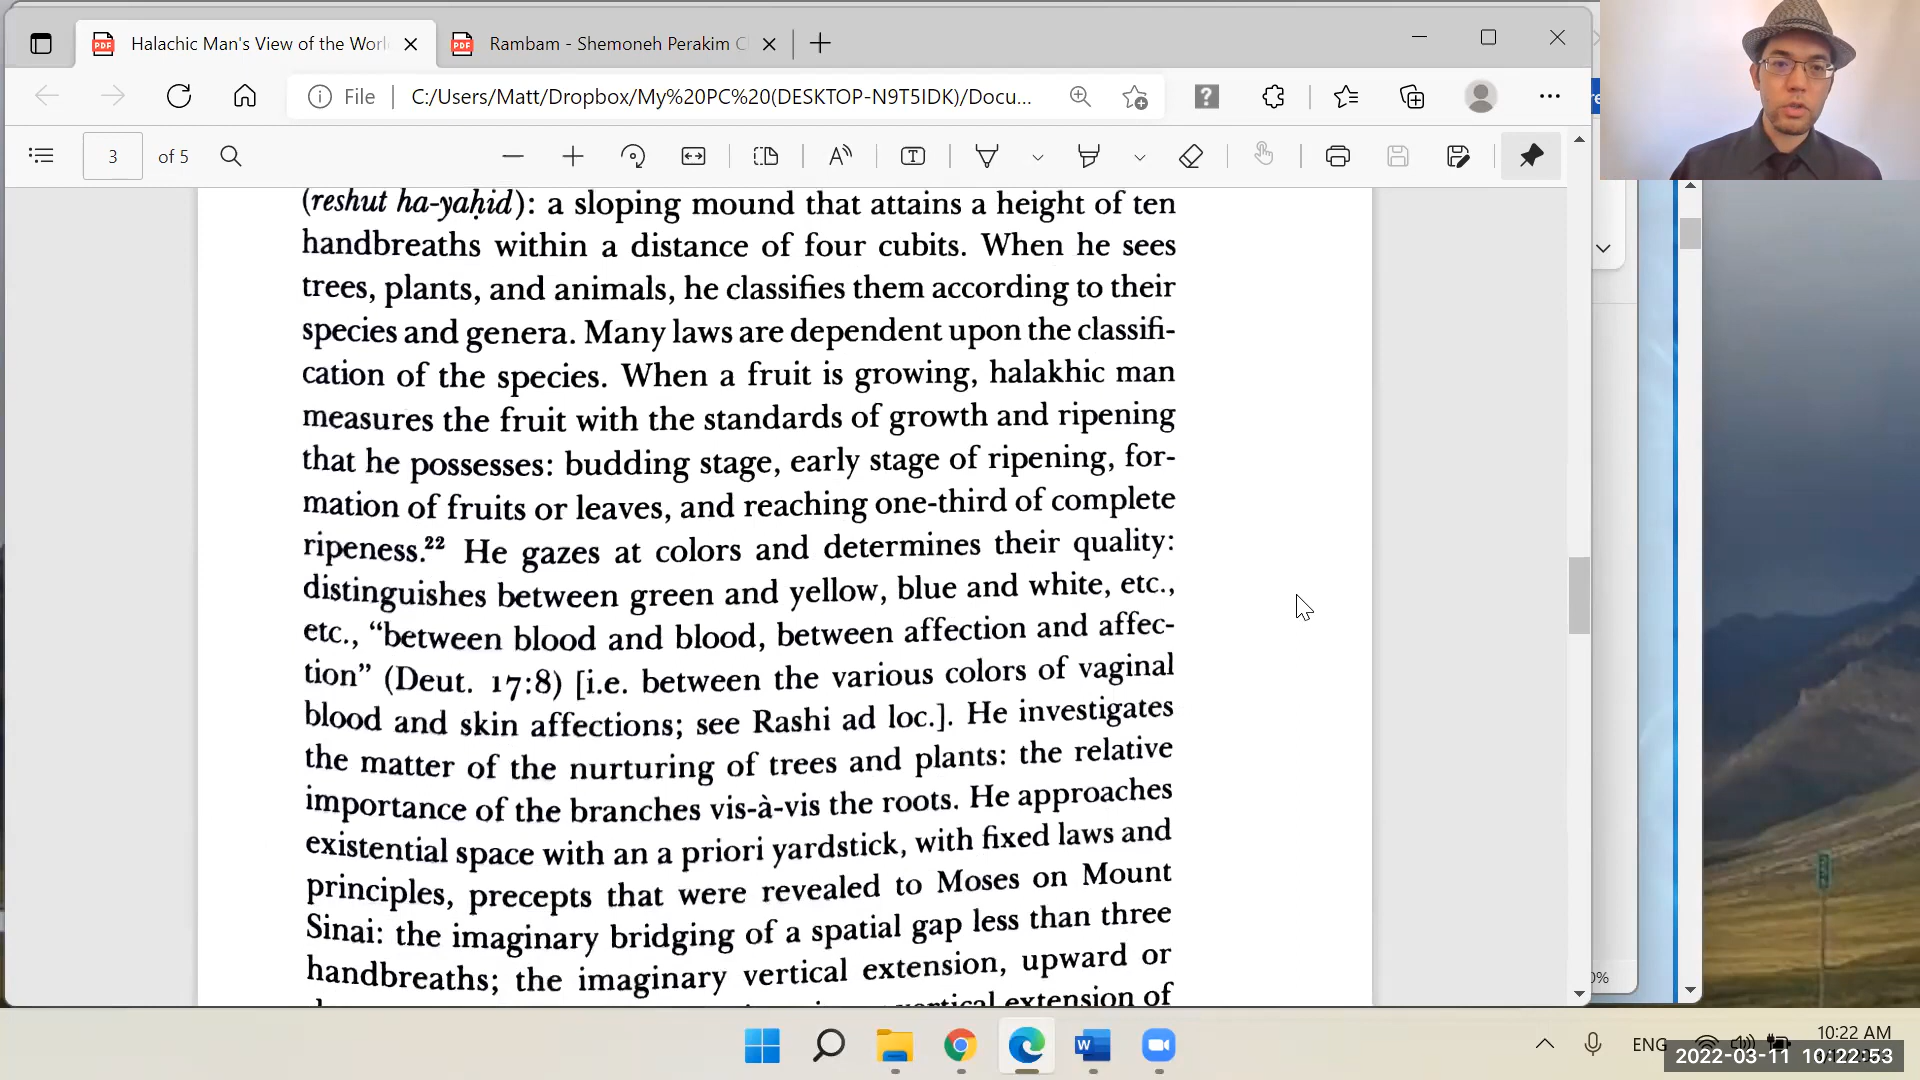 Halachic Man's View of the Worl
Rambam - Shemoneh Perakim C
File
C:/Users/Matt/Dropbox/My%20PC%20(DESKTOP-N9T5IDK)/Docu...
3 of 5
(reshut ha-yaḥid): a sloping mound that attains a height of ten
handbreaths within a distance of four cubits. When he sees
trees, plants, and animals, he classifies them according to their
species and genera. Many laws are dependent upon the classifi-
cation of the species. When a fruit is growing, halakhic man
measures the fruit with the standards of growth and ripening
that he possesses: budding stage, early stage of ripening, for-
mation of fruits or leaves, and reaching one-third of complete
ripeness.²² He gazes at colors and determines their quality:
distinguishes between green and yellow, blue and white, etc.,
etc., “between blood and blood, between affection and affec-
tion” (Deut. 17:8) [i.e. between the various colors of vaginal
blood and skin affections; see Rashi ad loc.]. He investigates
the matter of the nurturing of trees and plants: the relative
importance of the branches vis-à-vis the roots. He approaches
existential space with an a priori yardstick, with fixed laws and
principles, precepts that were revealed to Moses on Mount
Sinai: the imaginary bridging of a spatial gap less than three
handbreaths; the imaginary vertical extension, upward or
vertical extension of
0%
ENG
10:22 AM
2022-03-11 10:22:53